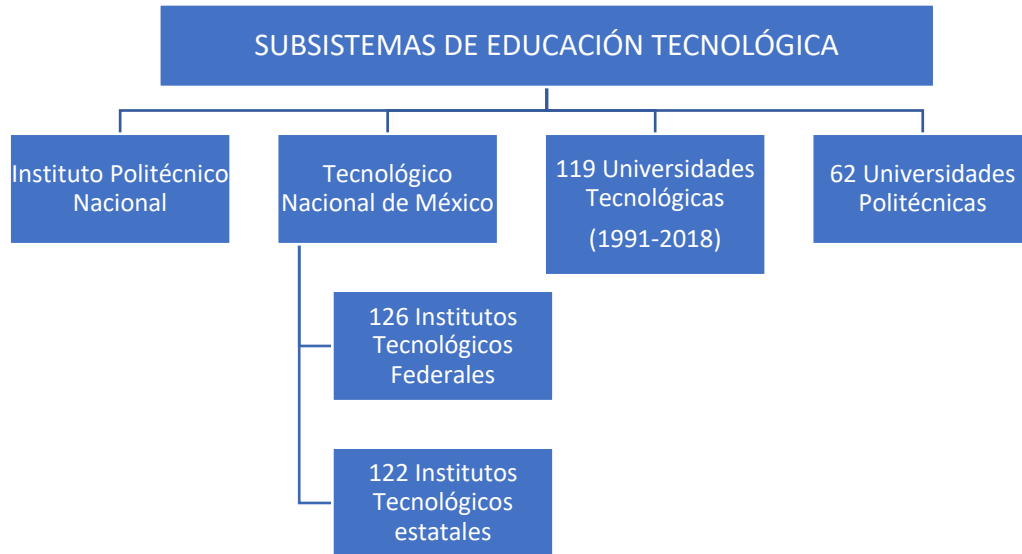 SUBSISTEMAS DE EDUCACIÓN TECNOLÓGICA
Instituto Politécnico
Nacional
Tecnológico
Nacional de México
119 Universidades
Tecnológicas
(1991-2018)
62 Universidades
Politécnicas
126 Institutos
Tecnológicos
Federales
122 Institutos
Tecnológicos
estatales